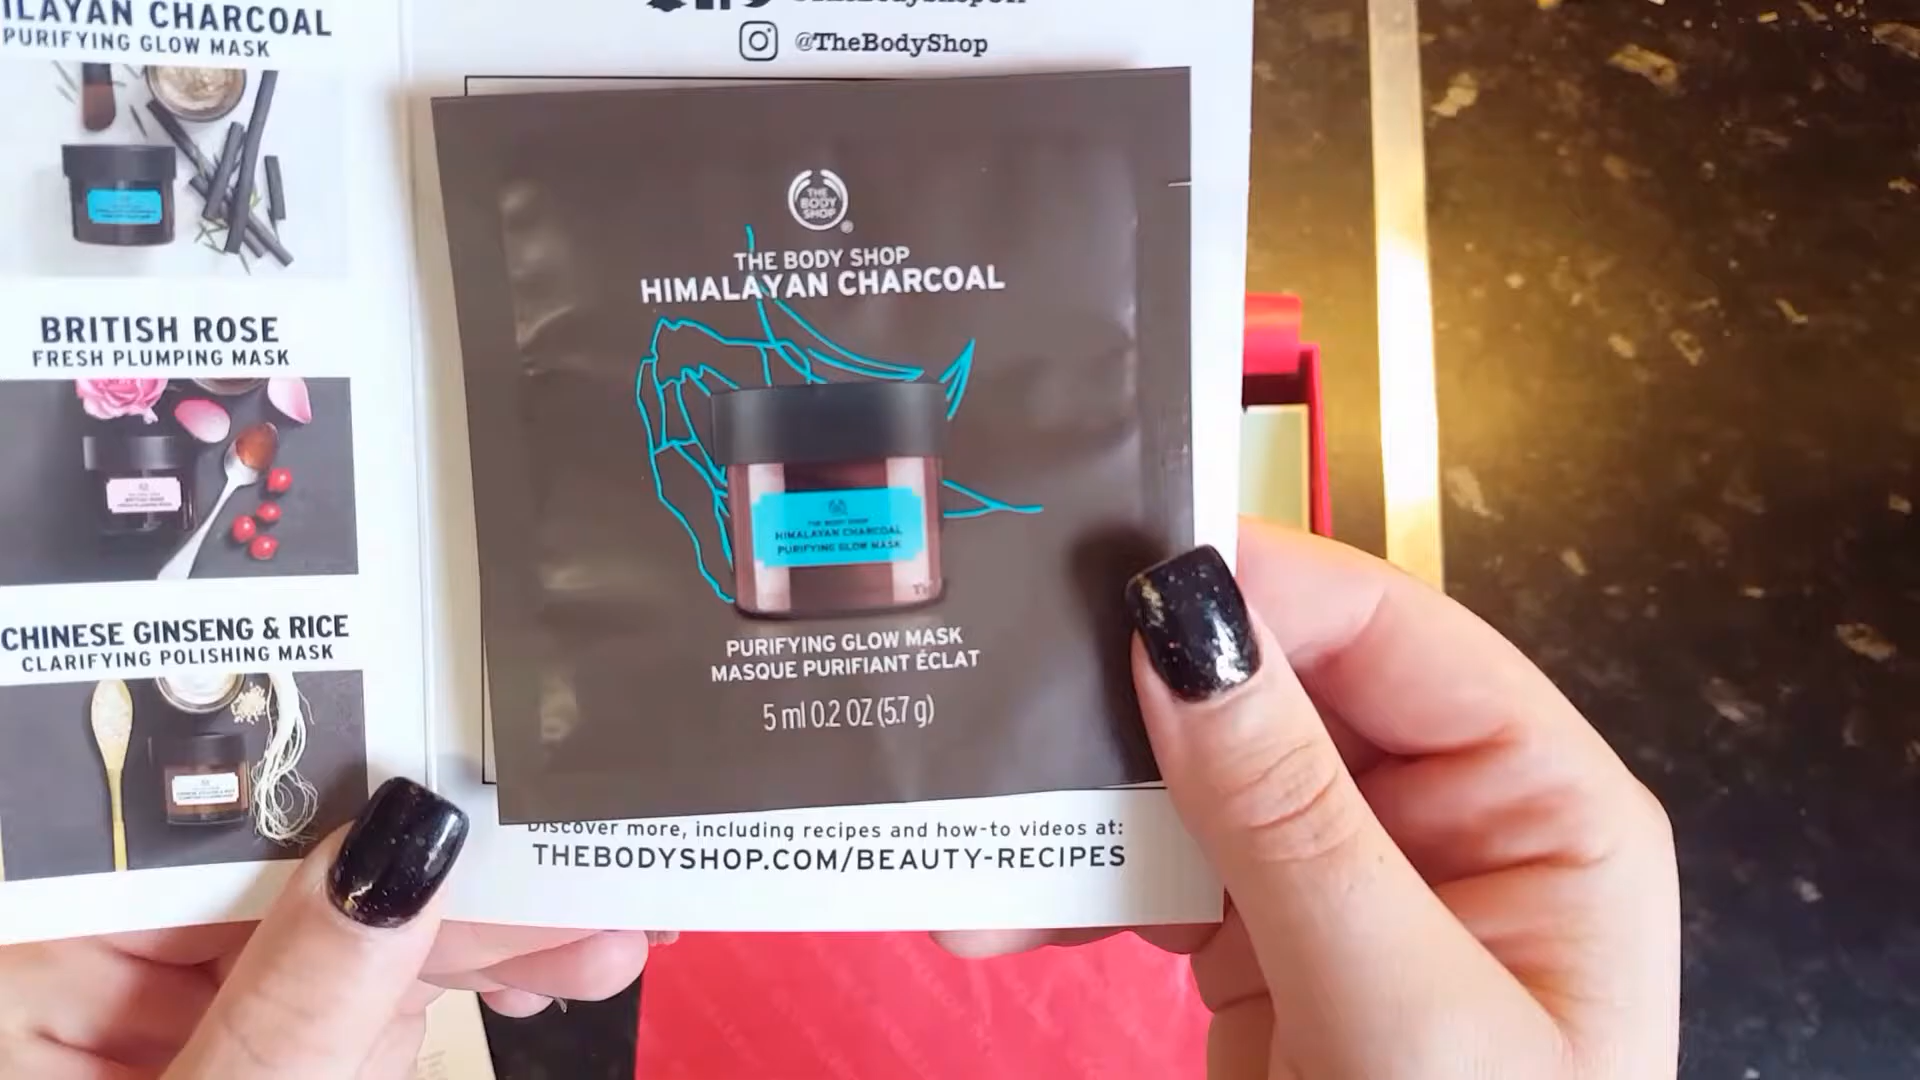 CHARCOAL
PURIFYING GLOW MASK
BRITISH ROSE
FRESH PLUMPING MASK
CHINESE GINSENG & RICE
CLARIFYING POLISHING MASK
@TheBodyShop
THE
BODY
SHOP
THE BODY SHOP
HIMALAYAN CHARCOAL
THE BODY SHOP
HIMALAYAN CHARCOAL
PURIFYING GLOW MASK
PURIFYING GLOW MASK
MASQUE PURIFIANT ÉCLAT
5 ml 0.2 OZ (5.7 g)
Discover more, including recipes and how-to videos at:
THEBODYSHOP.COM/BEAUTY-RECIPES